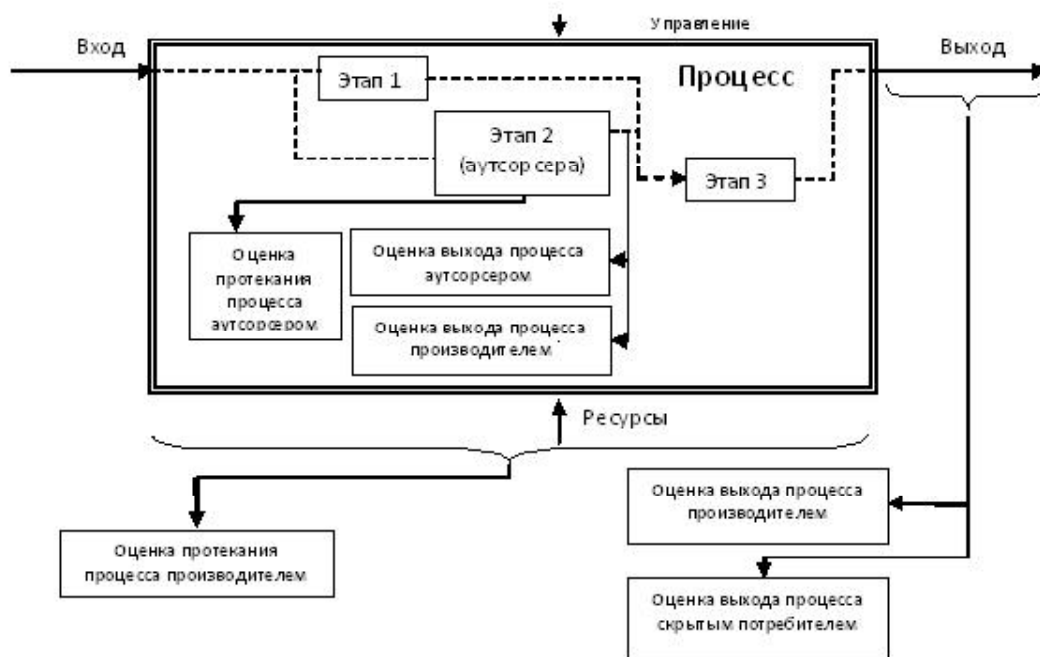 Управление
Вход
Выход
Этап 1
Процесс
Этап 2
(аутсорсера)
Этап 3
Оценка
протекания
процесса
аутсорсером
Оценка выхода процесса
аутсорсером
Оценка выхода процесса
производителем
Ресурсы
Оценка выхода процесса
производителем
Оценка протекания
процесса производителем
Оценка выхода процесса
скрытым потребителем